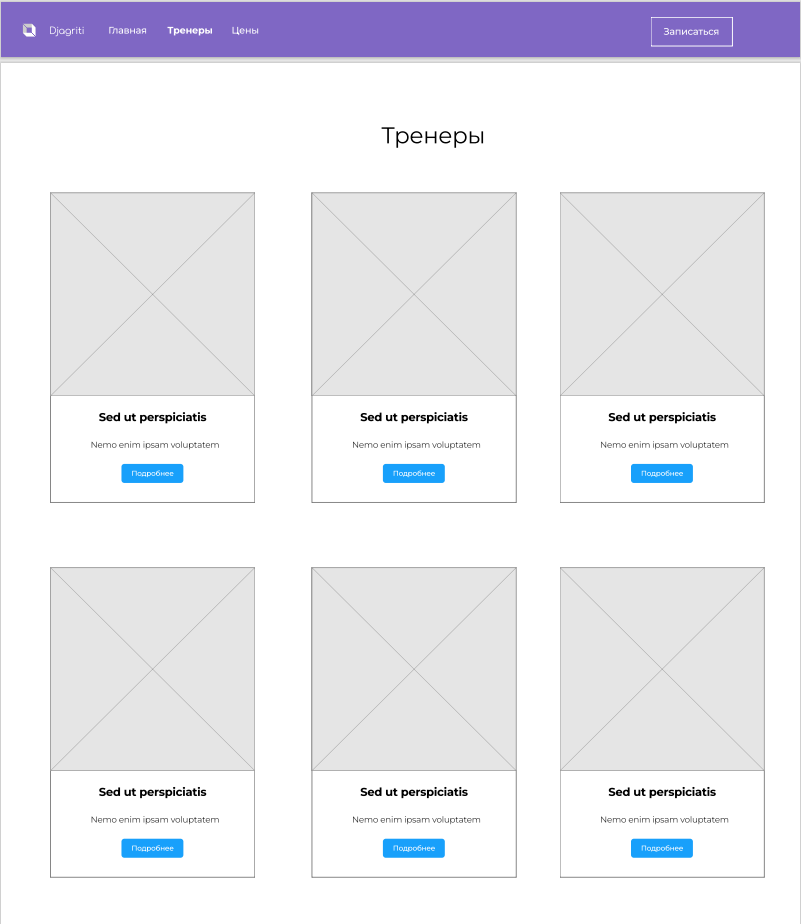 Djagriti Главная Тренеры Цены Записаться
Тренеры
Sed ut perspiciatis Sed ut perspiciatis Sed ut perspiciatis
Nemo enim ipsam voluptatem Nemo enim ipsam voluptatem Nemo enim ipsam voluptatem
Подробнее Подробнее Подробнее
Sed ut perspiciatis Sed ut perspiciatis Sed ut perspiciatis
Nemo enim ipsam voluptatem Nemo enim ipsam voluptatem Nemo enim ipsam voluptatem
Подробнее Подробнее Подробнее